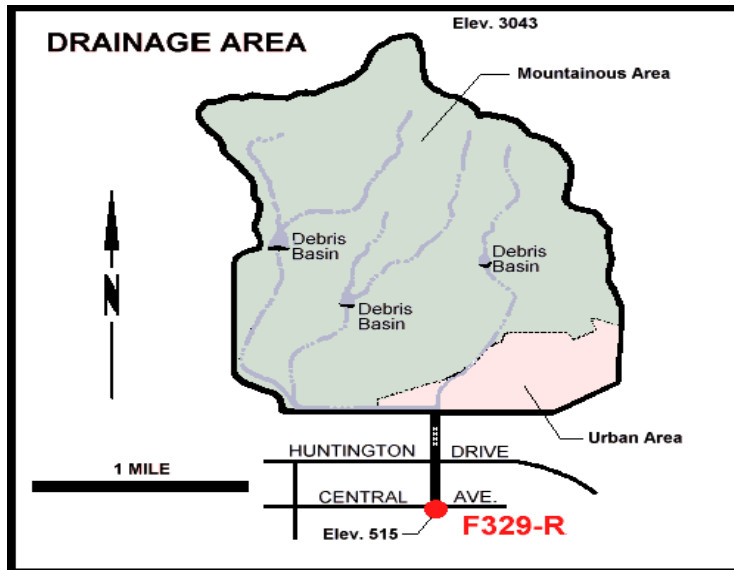 Elev. 3043
DRAINAGE AREA
Mountainous Area
Debris
Basin
Debris
Basin
Debris
Basin
N
Urban Area
HUNTINGTON DRIVE
1 MILE
CENTRAL AVE.
F329-R
Elev. 515